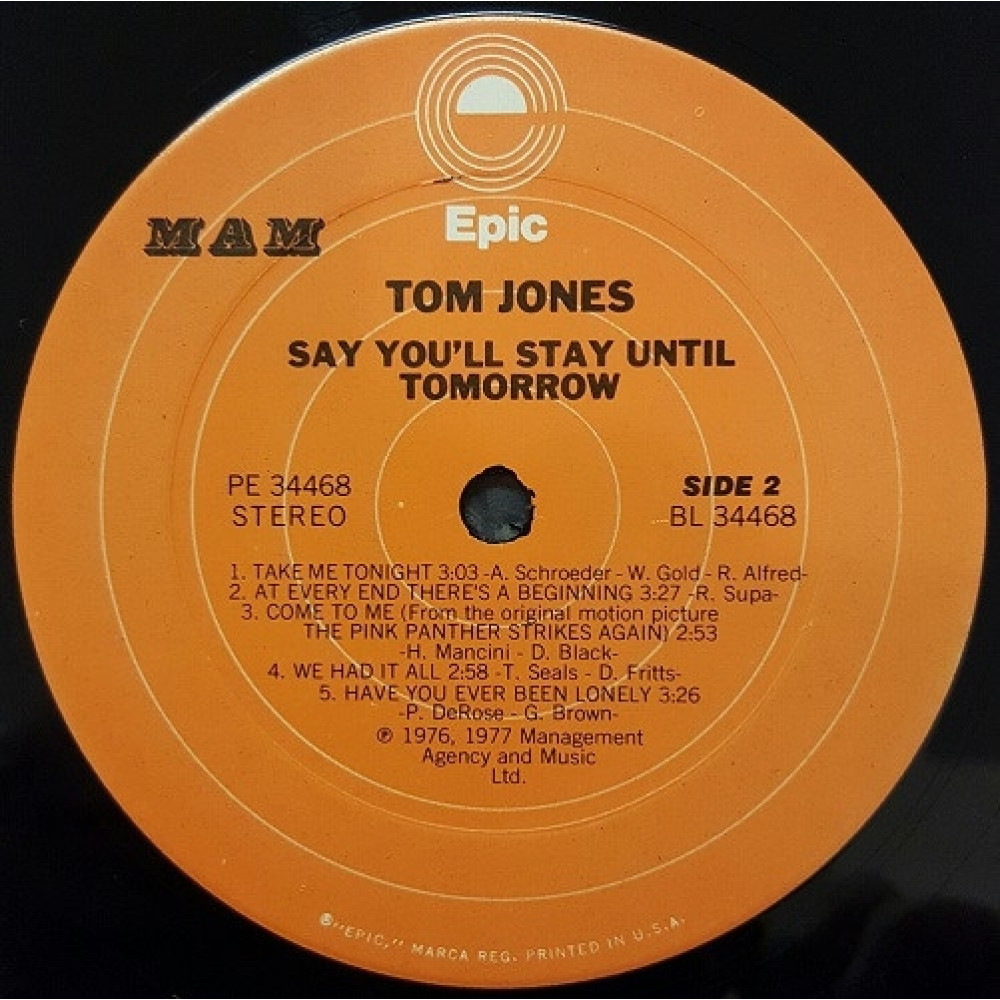 Epic
MAM
TOM JONES
SAY YOU'LL STAY UNTIL
TOMORROW
PE 34468
STEREO
SIDE 2
BL 34468
1. TAKE ME TONIGHT 3:03 -A. Schroeder - W. Gold - R. Alfred-
2. AT EVERY END THERE'S A BEGINNING 3:27 -R. Supa-
3. COME TO ME (From the original motion picture
THE PINK PANTHER STRIKES AGAIN) 2:53
-H. Mancini - D. Black-
4. WE HAD IT ALL 2:58 -T. Seals - D. Fritts-
5. HAVE YOU EVER BEEN LONELY 3:26
-P. DeRose - G. Brown-
℗ 1976, 1977 Management
Agency and Music
Ltd.
®"EPIC," MARCA REG. PRINTED IN U.S.A.